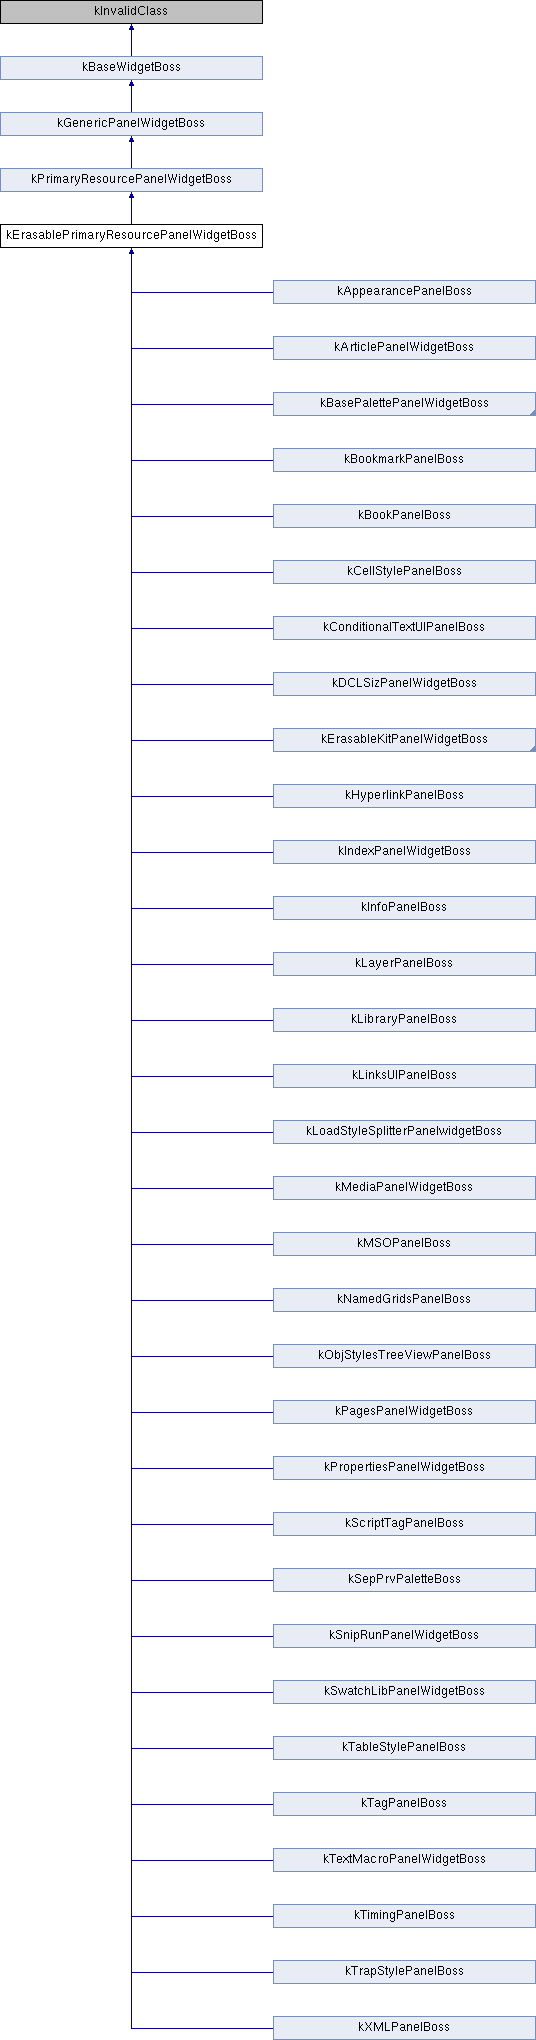 kInvalidClass
kBaseWidgetBoss
kGenericPanelWidgetBoss
kPrimaryResourcePanelWidgetBoss
kErasablePrimaryResourcePanelWidgetBoss
kAppearancePanelBoss
kArticlePanelWidgetBoss
kBasePalettePanelWidgetBoss
kBookmarkPanelBoss
kBookPanelBoss
kCellStylePanelBoss
kConditionalTextUIPanelBoss
kDCLSizPanelWidgetBoss
kErasableKitPanelWidgetBoss
kHyperlinkPanelBoss
kIndexPanelWidgetBoss
kInfoPanelBoss
kLayerPanelBoss
kLibraryPanelBoss
kLinksUIPanelBoss
kLoadStyleSplitterPanelwidgetBoss
kMediaPanelWidgetBoss
kMSOPanelBoss
kNamedGridsPanelBoss
kObjStylesTreeViewPanelBoss
kPagesPanelWidgetBoss
kPropertiesPanelWidgetBoss
kScriptTagPanelBoss
kSepPrvPaletteBoss
kSnipRunPanelWidgetBoss
kSwatchLibPanelWidgetBoss
kTableStylePanelBoss
kTagPanelBoss
kTextMacroPanelWidgetBoss
kTimingPanelBoss
kTrapStylePanelBoss
kXMLPanelBoss